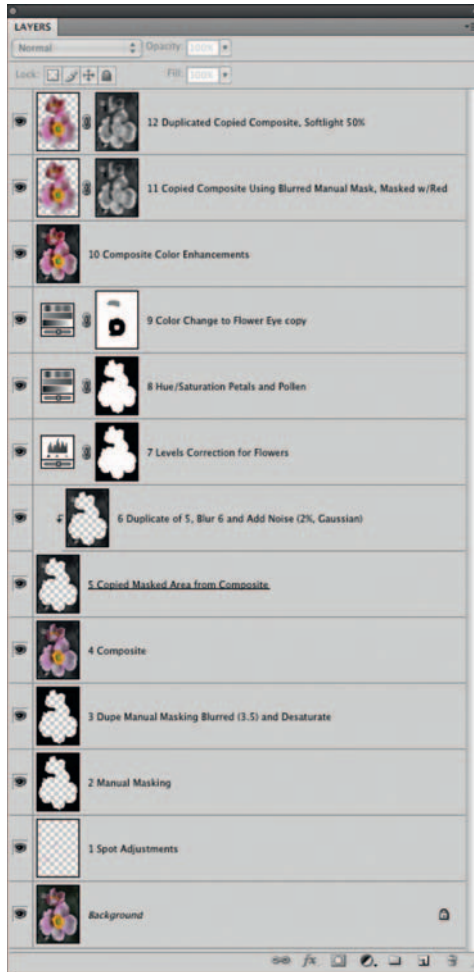 LAYERS
Normal Opacity: 100%
Lock: Fill: 100%
12 Duplicated Copied Composite, Softlight 50%
11 Copied Composite Using Blurred Manual Mask, Masked w/Red
10 Composite Color Enhancements
9 Color Change to Flower Eye copy
8 Hue/Saturation Petals and Pollen
7 Levels Correction for Flowers
6 Duplicate of 5, Blur 6 and Add Noise (2%, Gaussian)
5 Copied Masked Area from Composite
4 Composite
3 Dupe Manual Masking Blurred (3.5) and Desaturate
2 Manual Masking
1 Spot Adjustments
Background
fx